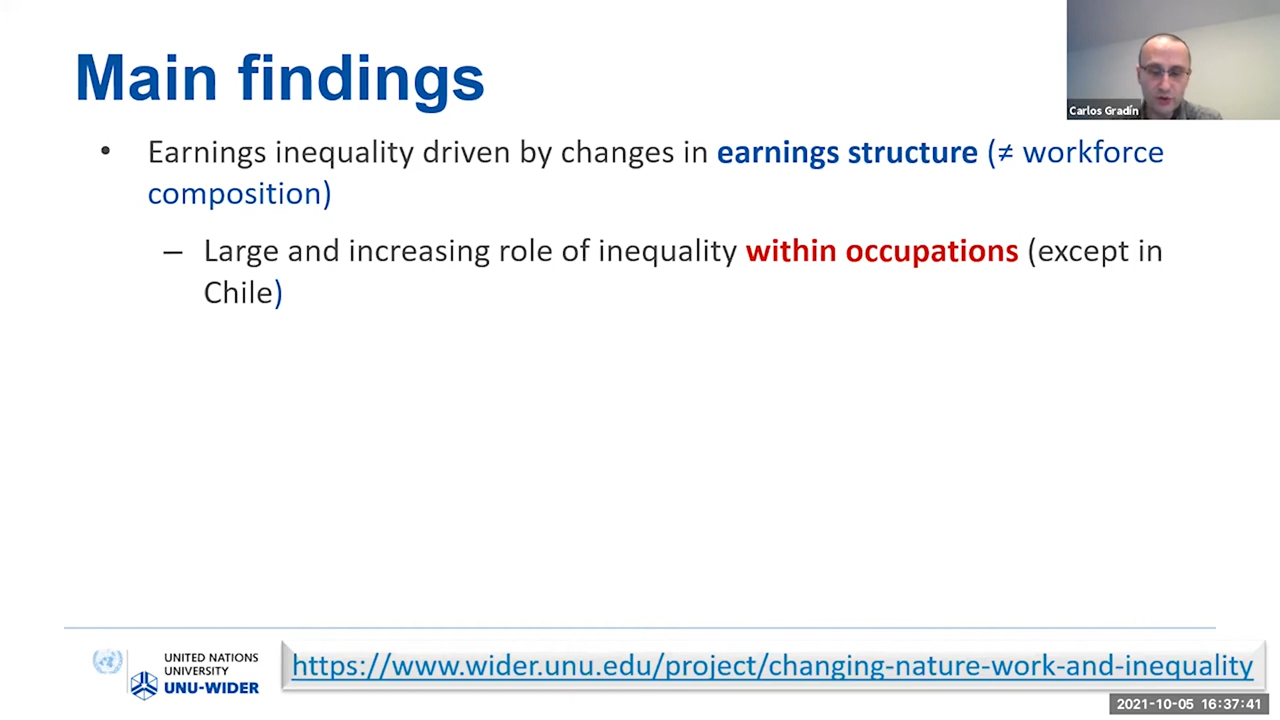 Main findings
Carlos Gradín
• Earnings inequality driven by changes in earnings structure (≠ workforce
composition)
– Large and increasing role of inequality within occupations (except in
Chile)
UNITED NATIONS
UNIVERSITY
UNU-WIDER
https://www.wider.unu.edu/project/changing-nature-work-and-inequality
2021-10-05 16:37:41